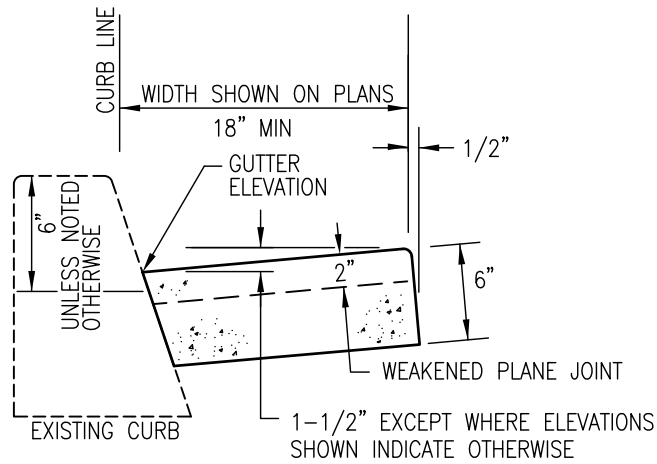 CURB LINE
WIDTH SHOWN ON PLANS
18” MIN
1/2”
GUTTER
ELEVATION
6”
UNLESS NOTED
OTHERWISE
2”
6”
WEAKENED PLANE JOINT
1-1/2” EXCEPT WHERE ELEVATIONS
SHOWN INDICATE OTHERWISE
EXISTING CURB